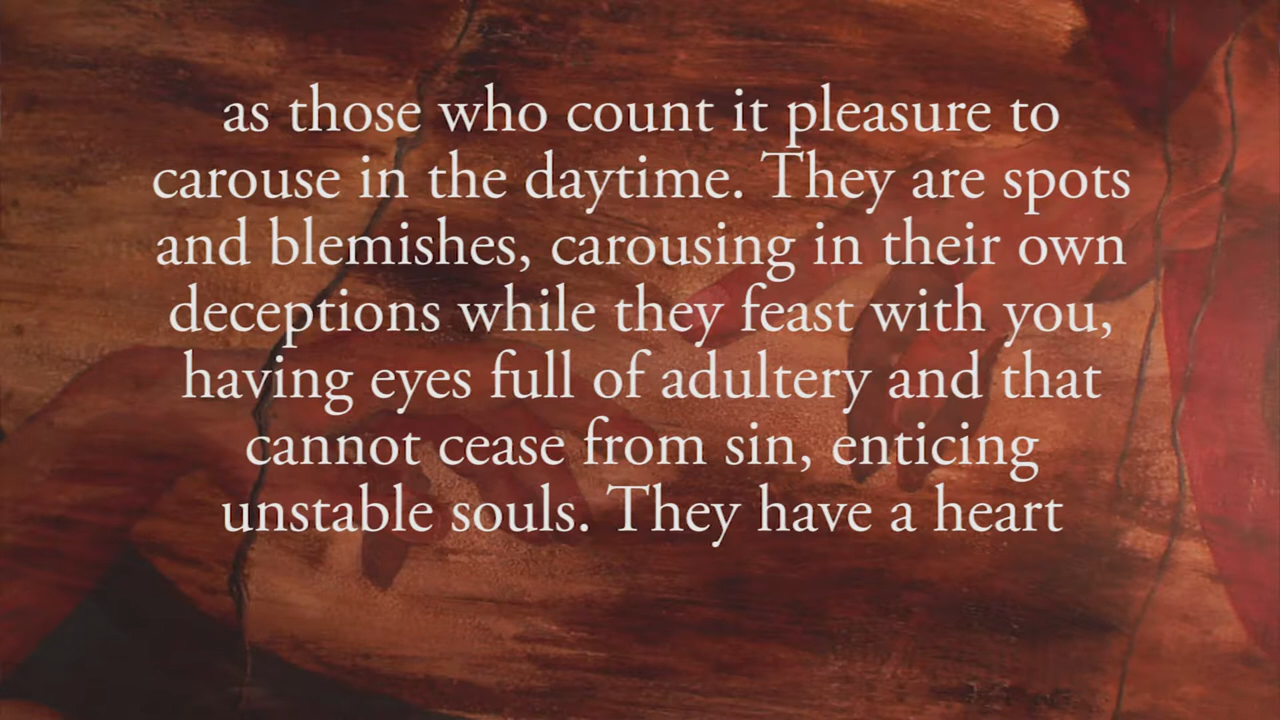 as those who count it pleasure to
carouse in the daytime. They are spots
and blemishes, carousing in their own
deceptions while they feast with you,
having eyes full of adultery and that
cannot cease from sin, enticing
unstable souls. They have a heart